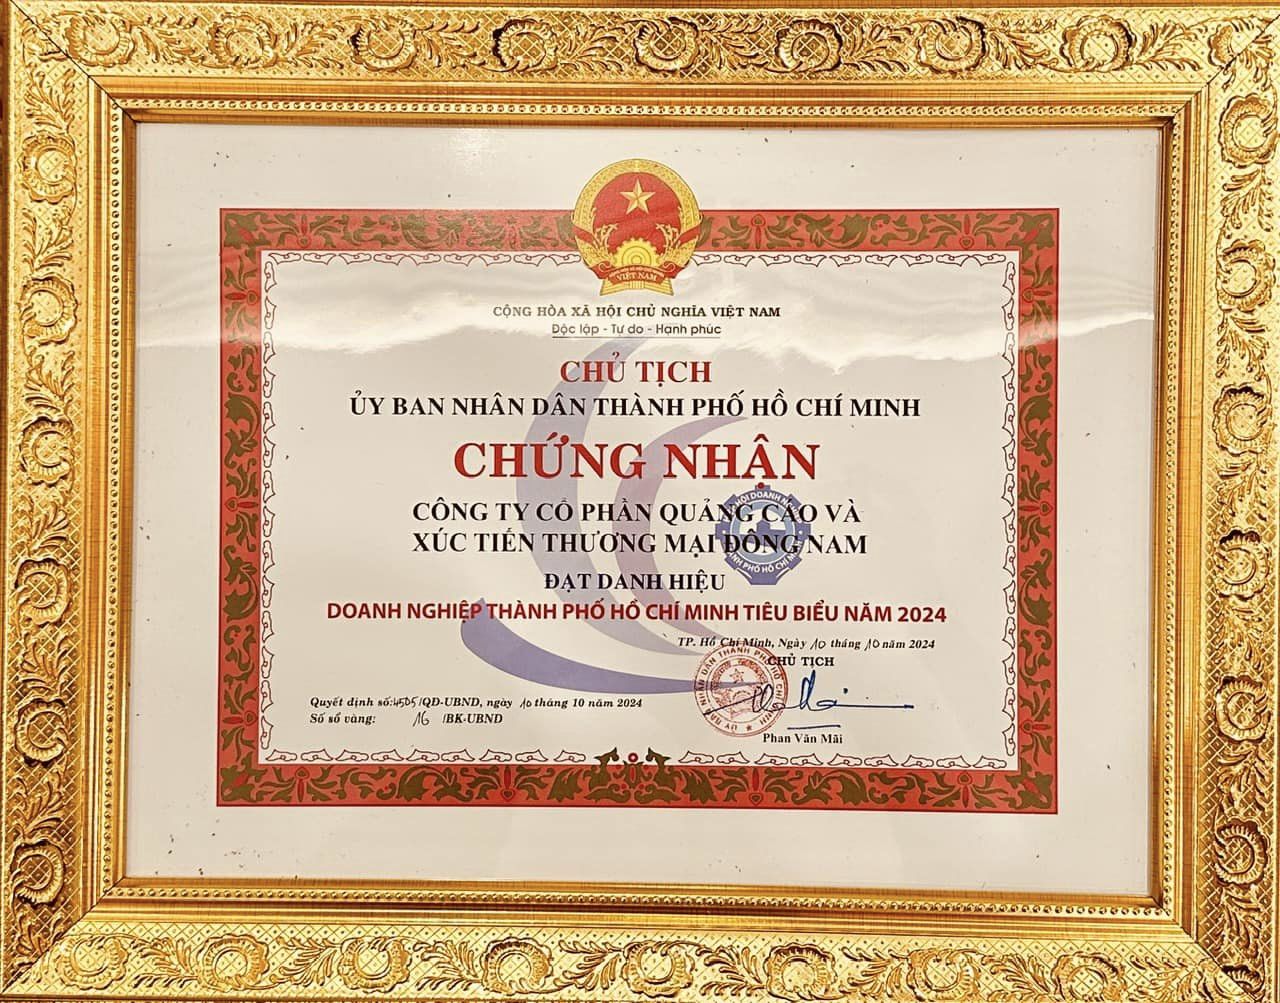 VIỆT NAM
CỘNG HÒA XÃ HỘI CHỦ NGHĨA VIỆT NAM
Độc lập - Tự do - Hạnh phúc
CHỦ TỊCH
ỦY BAN NHÂN DÂN THÀNH PHỐ HỒ CHÍ MINH
CHỨNG NHẬN
CÔNG TY CỔ PHẦN QUẢNG CÁO VÀ
XÚC TIẾN THƯƠNG MẠI ĐÔNG NAM
ĐẠT DANH HIỆU
DOANH NGHIỆP THÀNH PHỐ HỒ CHÍ MINH TIÊU BIỂU NĂM 2024
TP. Hồ Chí Minh, Ngày 10 tháng 10 năm 2024
CHỦ TỊCH
Quyết định số:4505/QĐ-UBND, ngày 10 tháng 10 năm 2024
Số sổ vàng: 16 /BK-UBND
Phan Văn Mãi